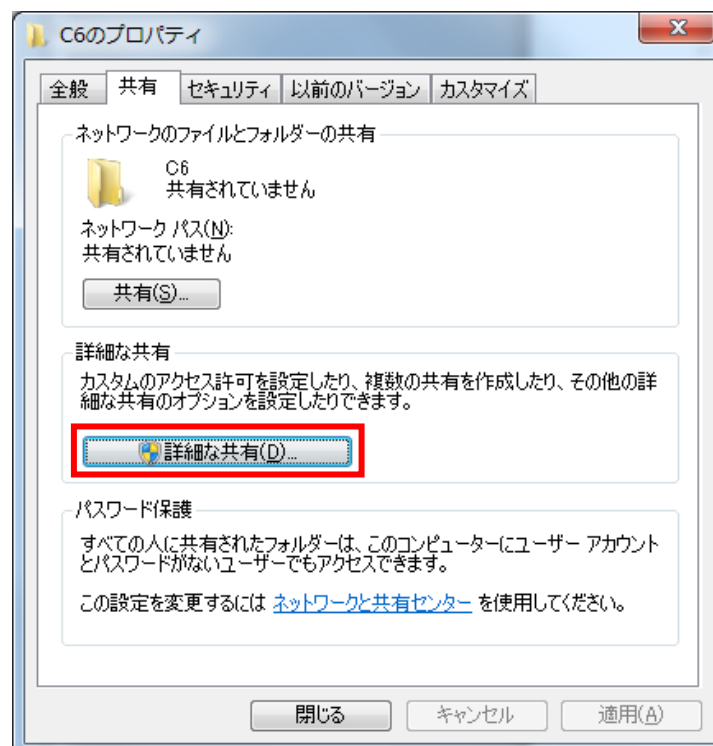 C6のプロパティ
全般
共有
セキュリティ
以前のバージョン
カスタマイズ
ネットワークのファイルとフォルダーの共有
C6
共有されていません
ネットワーク パス(N):
共有されていません
共有(S)...
詳細な共有
カスタムのアクセス許可を設定したり、複数の共有を作成したり、その他の詳
細な共有のオプションを設定したりできます。
詳細な共有(D)...
パスワード保護
すべての人に共有されたフォルダーは、このコンピューターにユーザー アカウント
とパスワードがないユーザーでもアクセスできます。
この設定を変更するには ネットワークと共有センター を使用してください。
閉じる
キャンセル
適用(A)